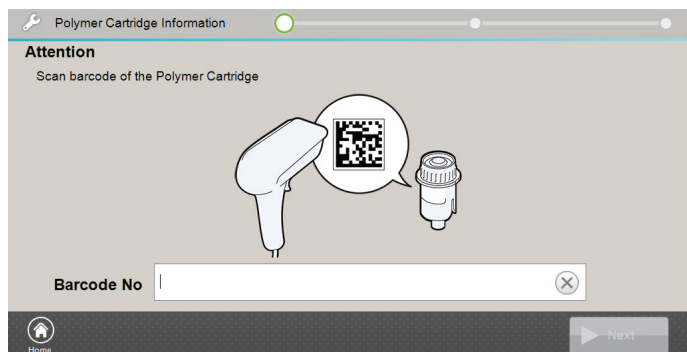 Polymer Cartridge Information
Attention
Scan barcode of the Polymer Cartridge
Barcode No
Home
Next